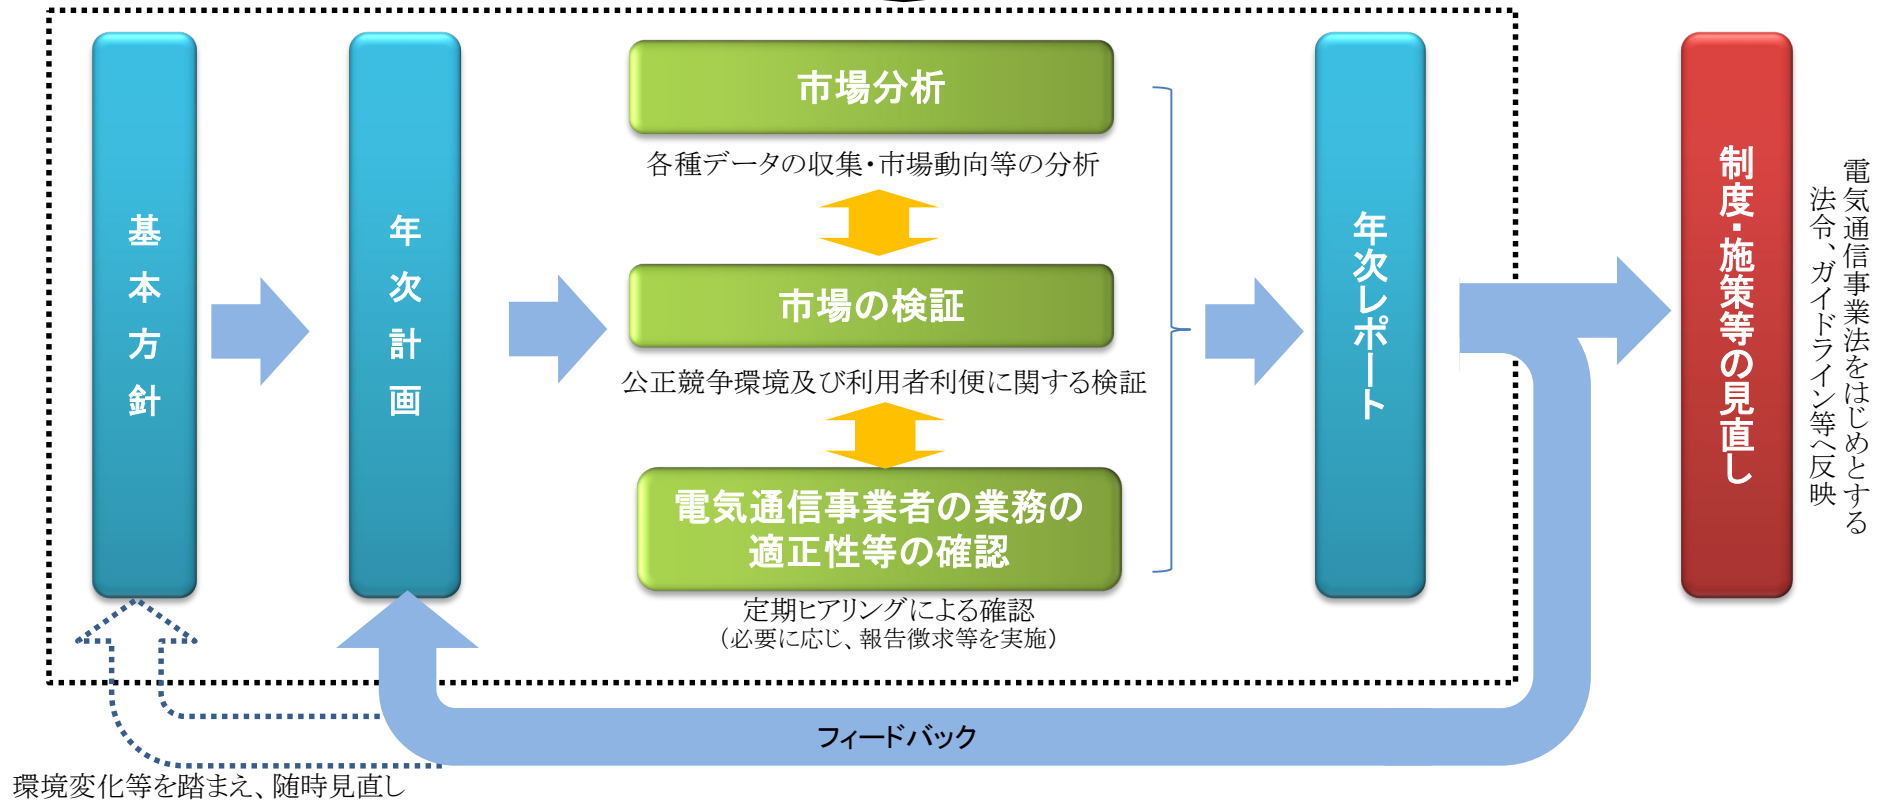 基本方針
年次計画
市場分析
各種データの収集・市場動向等の分析
市場の検証
公正競争環境及び利用者利便に関する検証
電気通信事業者の業務の
適正性等の確認
定期ヒアリングによる確認
（必要に応じ、報告徴求等を実施）
年次レポート
制度・施策等の見直し
電気通信事業法をはじめとする
法令、ガイドライン等へ反映
フィードバック
環境変化等を踏まえ、随時見直し